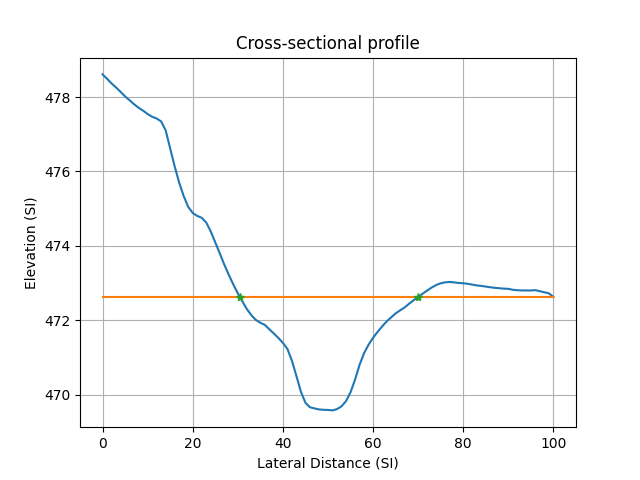 Cross-sectional profile
Elevation (SI)
478
476
474
472
470
0 20 40 60 80 100
Lateral Distance (SI)